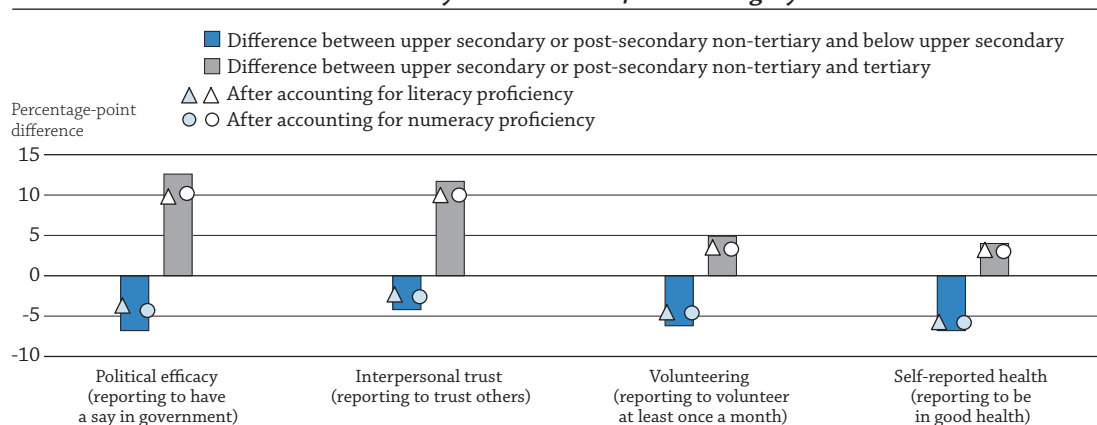 Difference between upper secondary or post-secondary non-tertiary and below upper secondary
Difference between upper secondary or post-secondary non-tertiary and tertiary
After accounting for literacy proficiency
After accounting for numeracy proficiency
Percentage-point
difference
15
10
5
0
-5
-10
Political efficacy
(reporting to have
a say in government)
Interpersonal trust
(reporting to trust others)
Volunteering
(reporting to volunteer
at least once a month)
Self-reported health
(reporting to be
in good health)